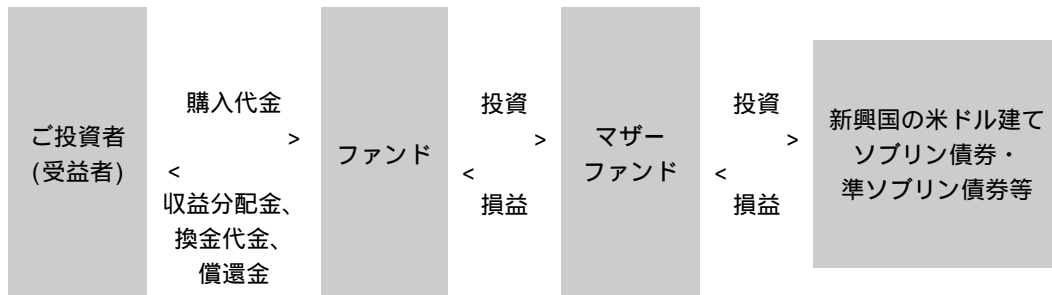 ご投資者
(受益者)
購入代金
>
<
収益分配金、
換金代金、
償還金
ファンド
投資
>
<
損益
マザー
ファンド
投資
>
<
損益
新興国の米ドル建て
ソブリン債券・
準ソブリン債券等